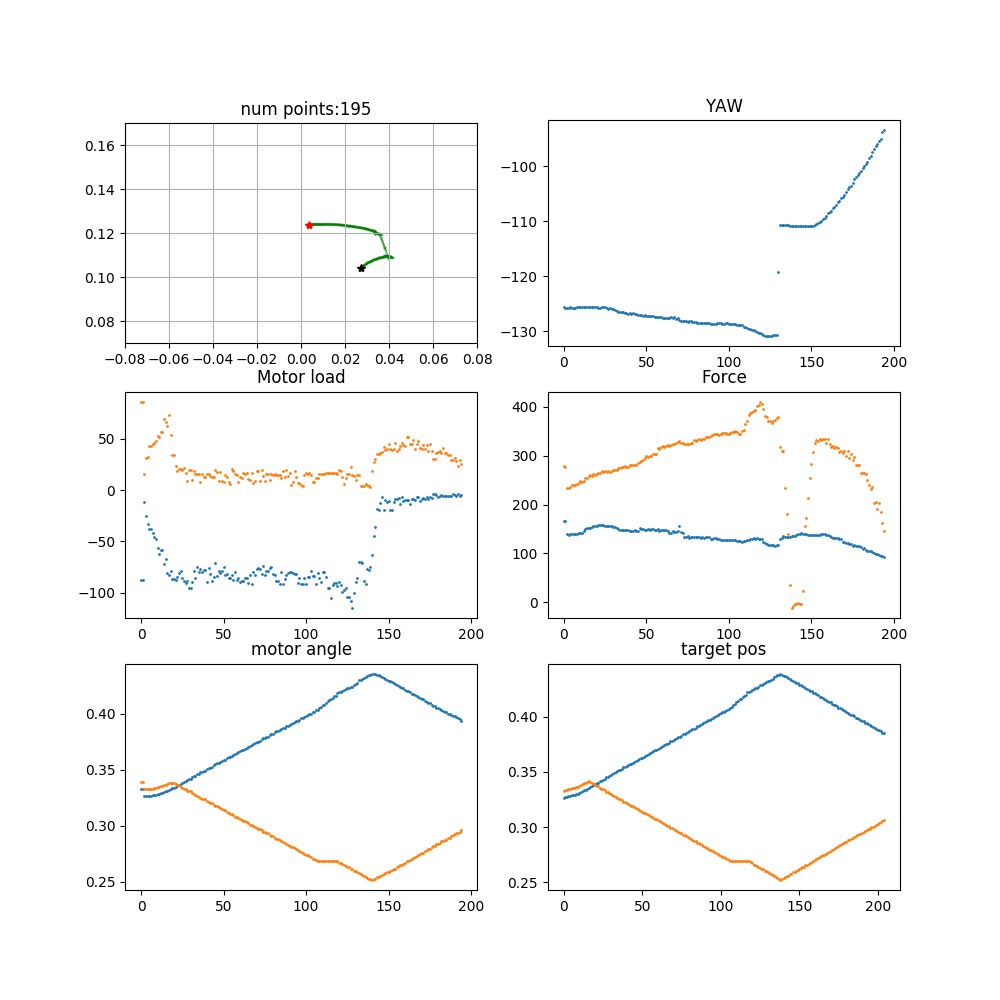 num points:195
YAW
0.16
0.14
0.12
0.10
0.08
−0.08 −0.06 −0.04 −0.02 0.00 0.02 0.04 0.06 0.08
−100
−110
−120
−130
0 50 100 150 200
Motor load
Force
50
0
−50
−100
0 50 100 150 200
400
300
200
100
0
0 50 100 150 200
motor angle
target pos
0.40
0.35
0.30
0.25
0 50 100 150 200
0.40
0.35
0.30
0.25
0 50 100 150 200